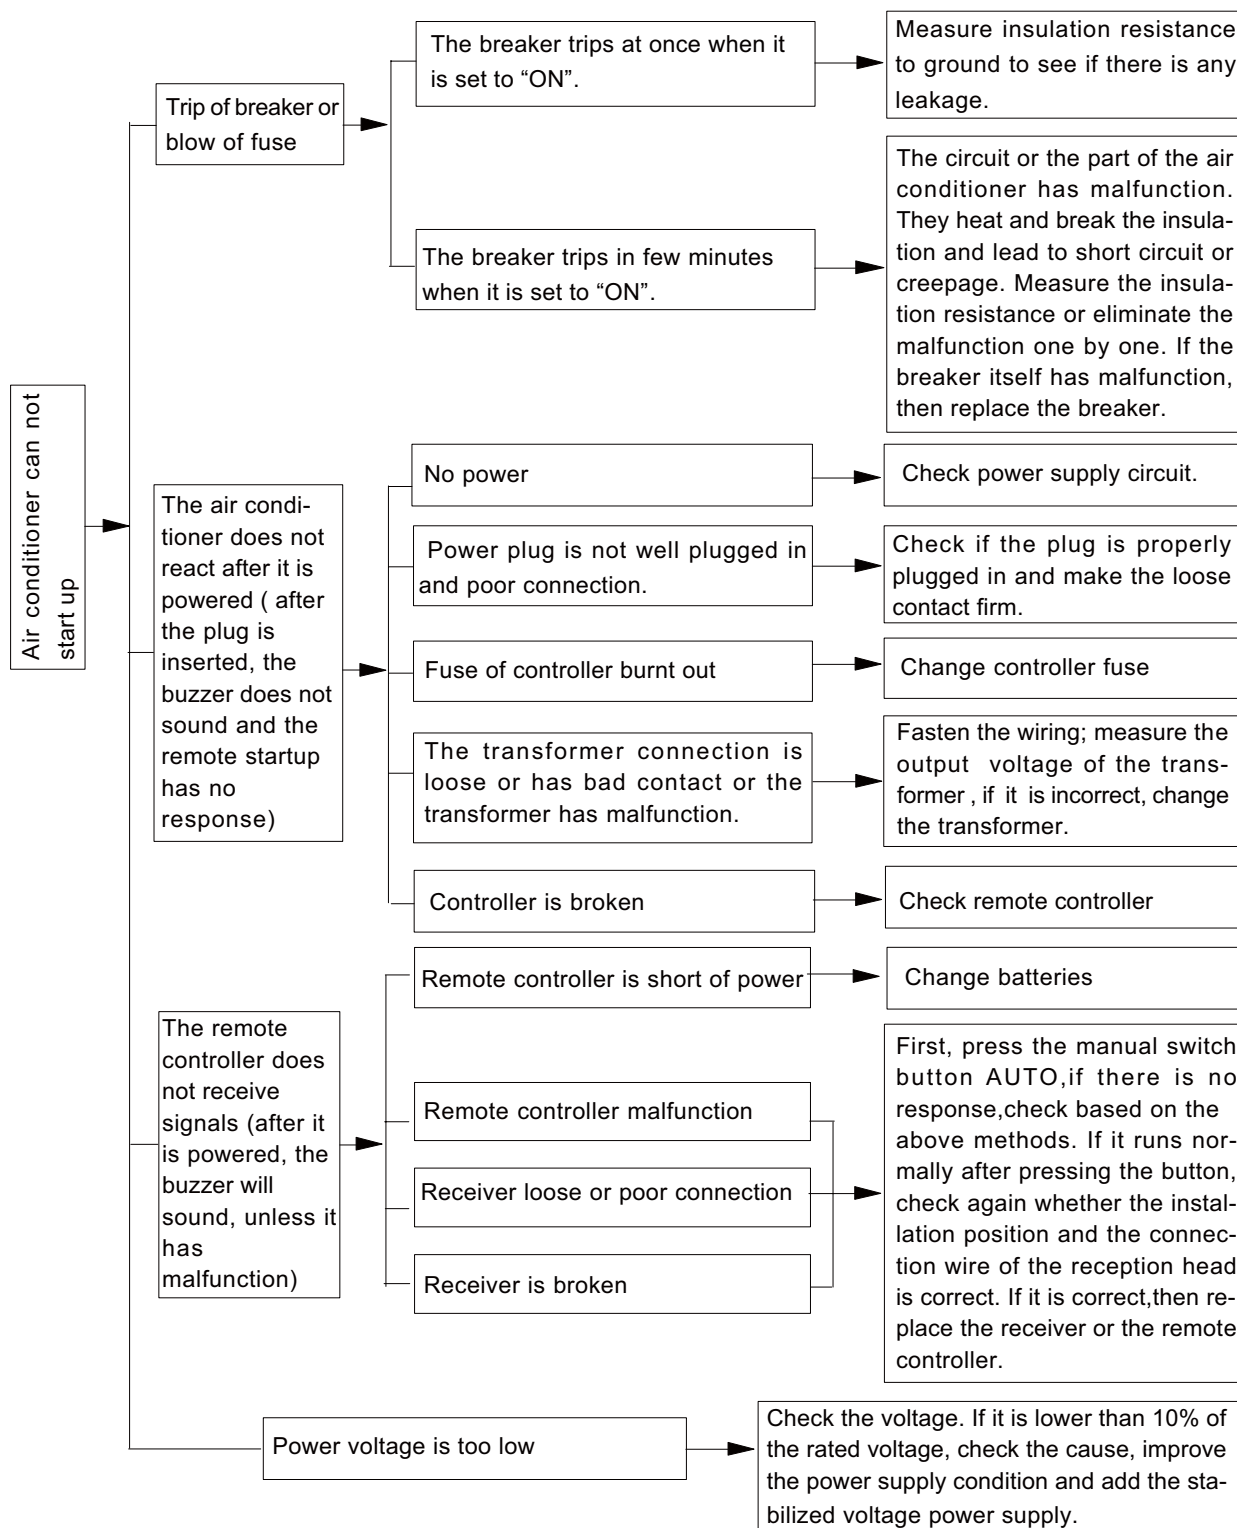 Air conditioner can not
start up
Trip of breaker or
blow of fuse
The breaker trips at once when it
is set to “ON”.
Measure insulation resistance
to ground to see if there is any
leakage.
The breaker trips in few minutes
when it is set to “ON”.
The circuit or the part of the air
conditioner has malfunction.
They heat and break the insula-
tion and lead to short circuit or
creepage. Measure the insula-
tion resistance or eliminate the
malfunction one by one. If the
breaker itself has malfunction,
then replace the breaker.
The air condi-
tioner does not
react after it is
powered ( after
the plug is
inserted, the
buzzer does not
sound and the
remote startup
has no
response)
No power
Check power supply circuit.
Power plug is not well plugged in
and poor connection.
Check if the plug is properly
plugged in and make the loose
contact firm.
Fuse of controller burnt out
Change controller fuse
The transformer connection is
loose or has bad contact or the
transformer has malfunction.
Fasten the wiring; measure the
output voltage of the trans-
former , if it is incorrect, change
the transformer.
Controller is broken
Check remote controller
The remote
controller does
not receive
signals (after it
is powered, the
buzzer will
sound, unless it
has
malfunction)
Remote controller is short of power
Change batteries
Remote controller malfunction
Receiver loose or poor connection
Receiver is broken
First, press the manual switch
button AUTO,if there is no
response,check based on the
above methods. If it runs nor-
mally after pressing the button,
check again whether the instal-
lation position and the connec-
tion wire of the reception head
is correct. If it is correct,then re-
place the receiver or the remote
controller.
Power voltage is too low
Check the voltage. If it is lower than 10% of
the rated voltage, check the cause, improve
the power supply condition and add the sta-
bilized voltage power supply.